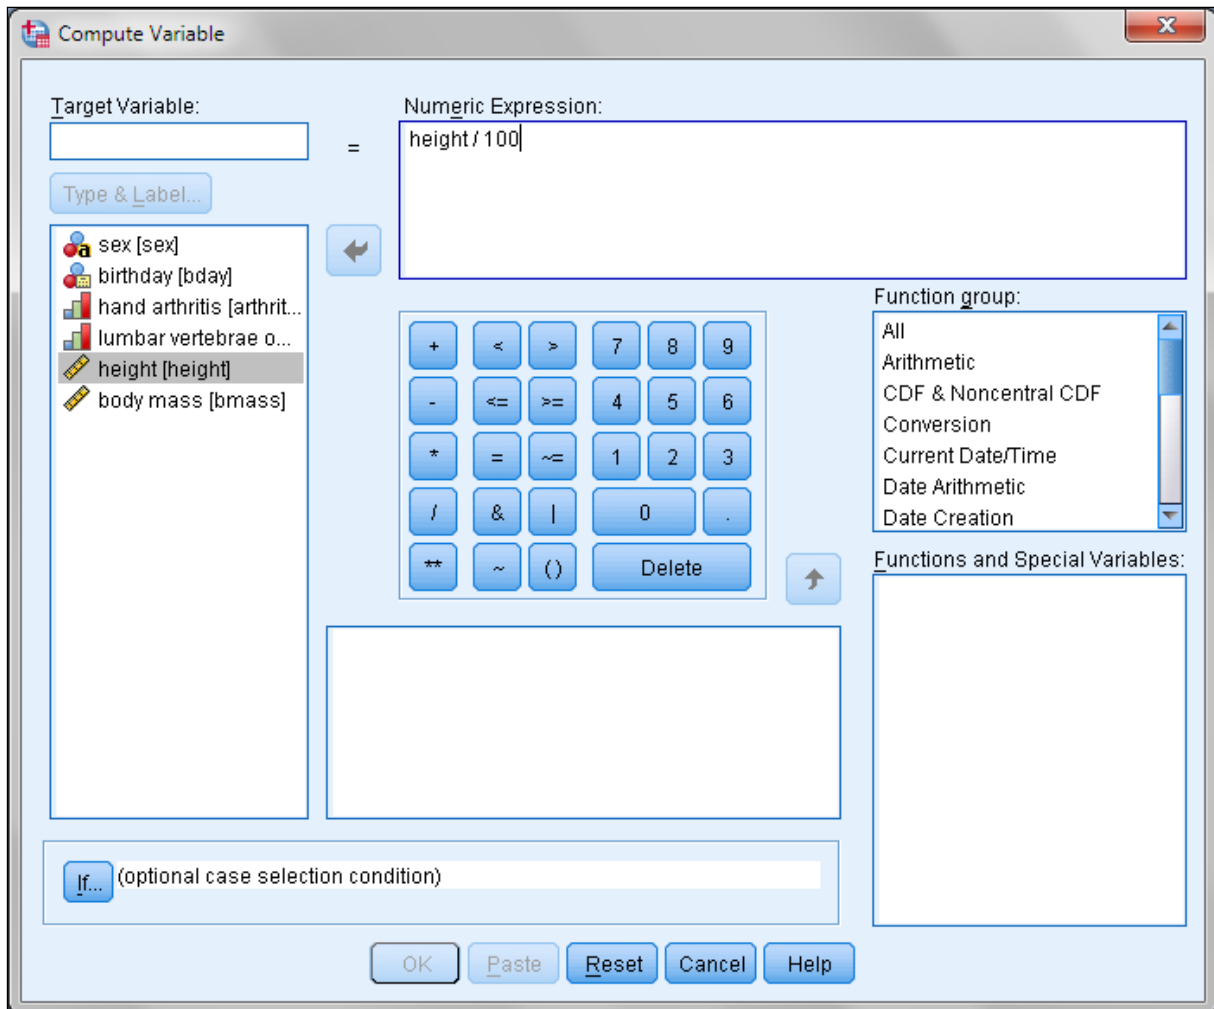 Compute Variable
Target Variable:
=
Type & Label...
sex [sex]
birthday [bday]
hand arthritis [arthrit...
lumbar vertebrae o...
height [height]
body mass [bmass]
Numeric Expression:
height / 100
+ < > 7 8 9
- <= >= 4 5 6
* = ~= 1 2 3
/ & | 0 .
** ~ () Delete
Function group:
All
Arithmetic
CDF & Noncentral CDF
Conversion
Current Date/Time
Date Arithmetic
Date Creation
Functions and Special Variables:
If... (optional case selection condition)
OK Paste Reset Cancel Help